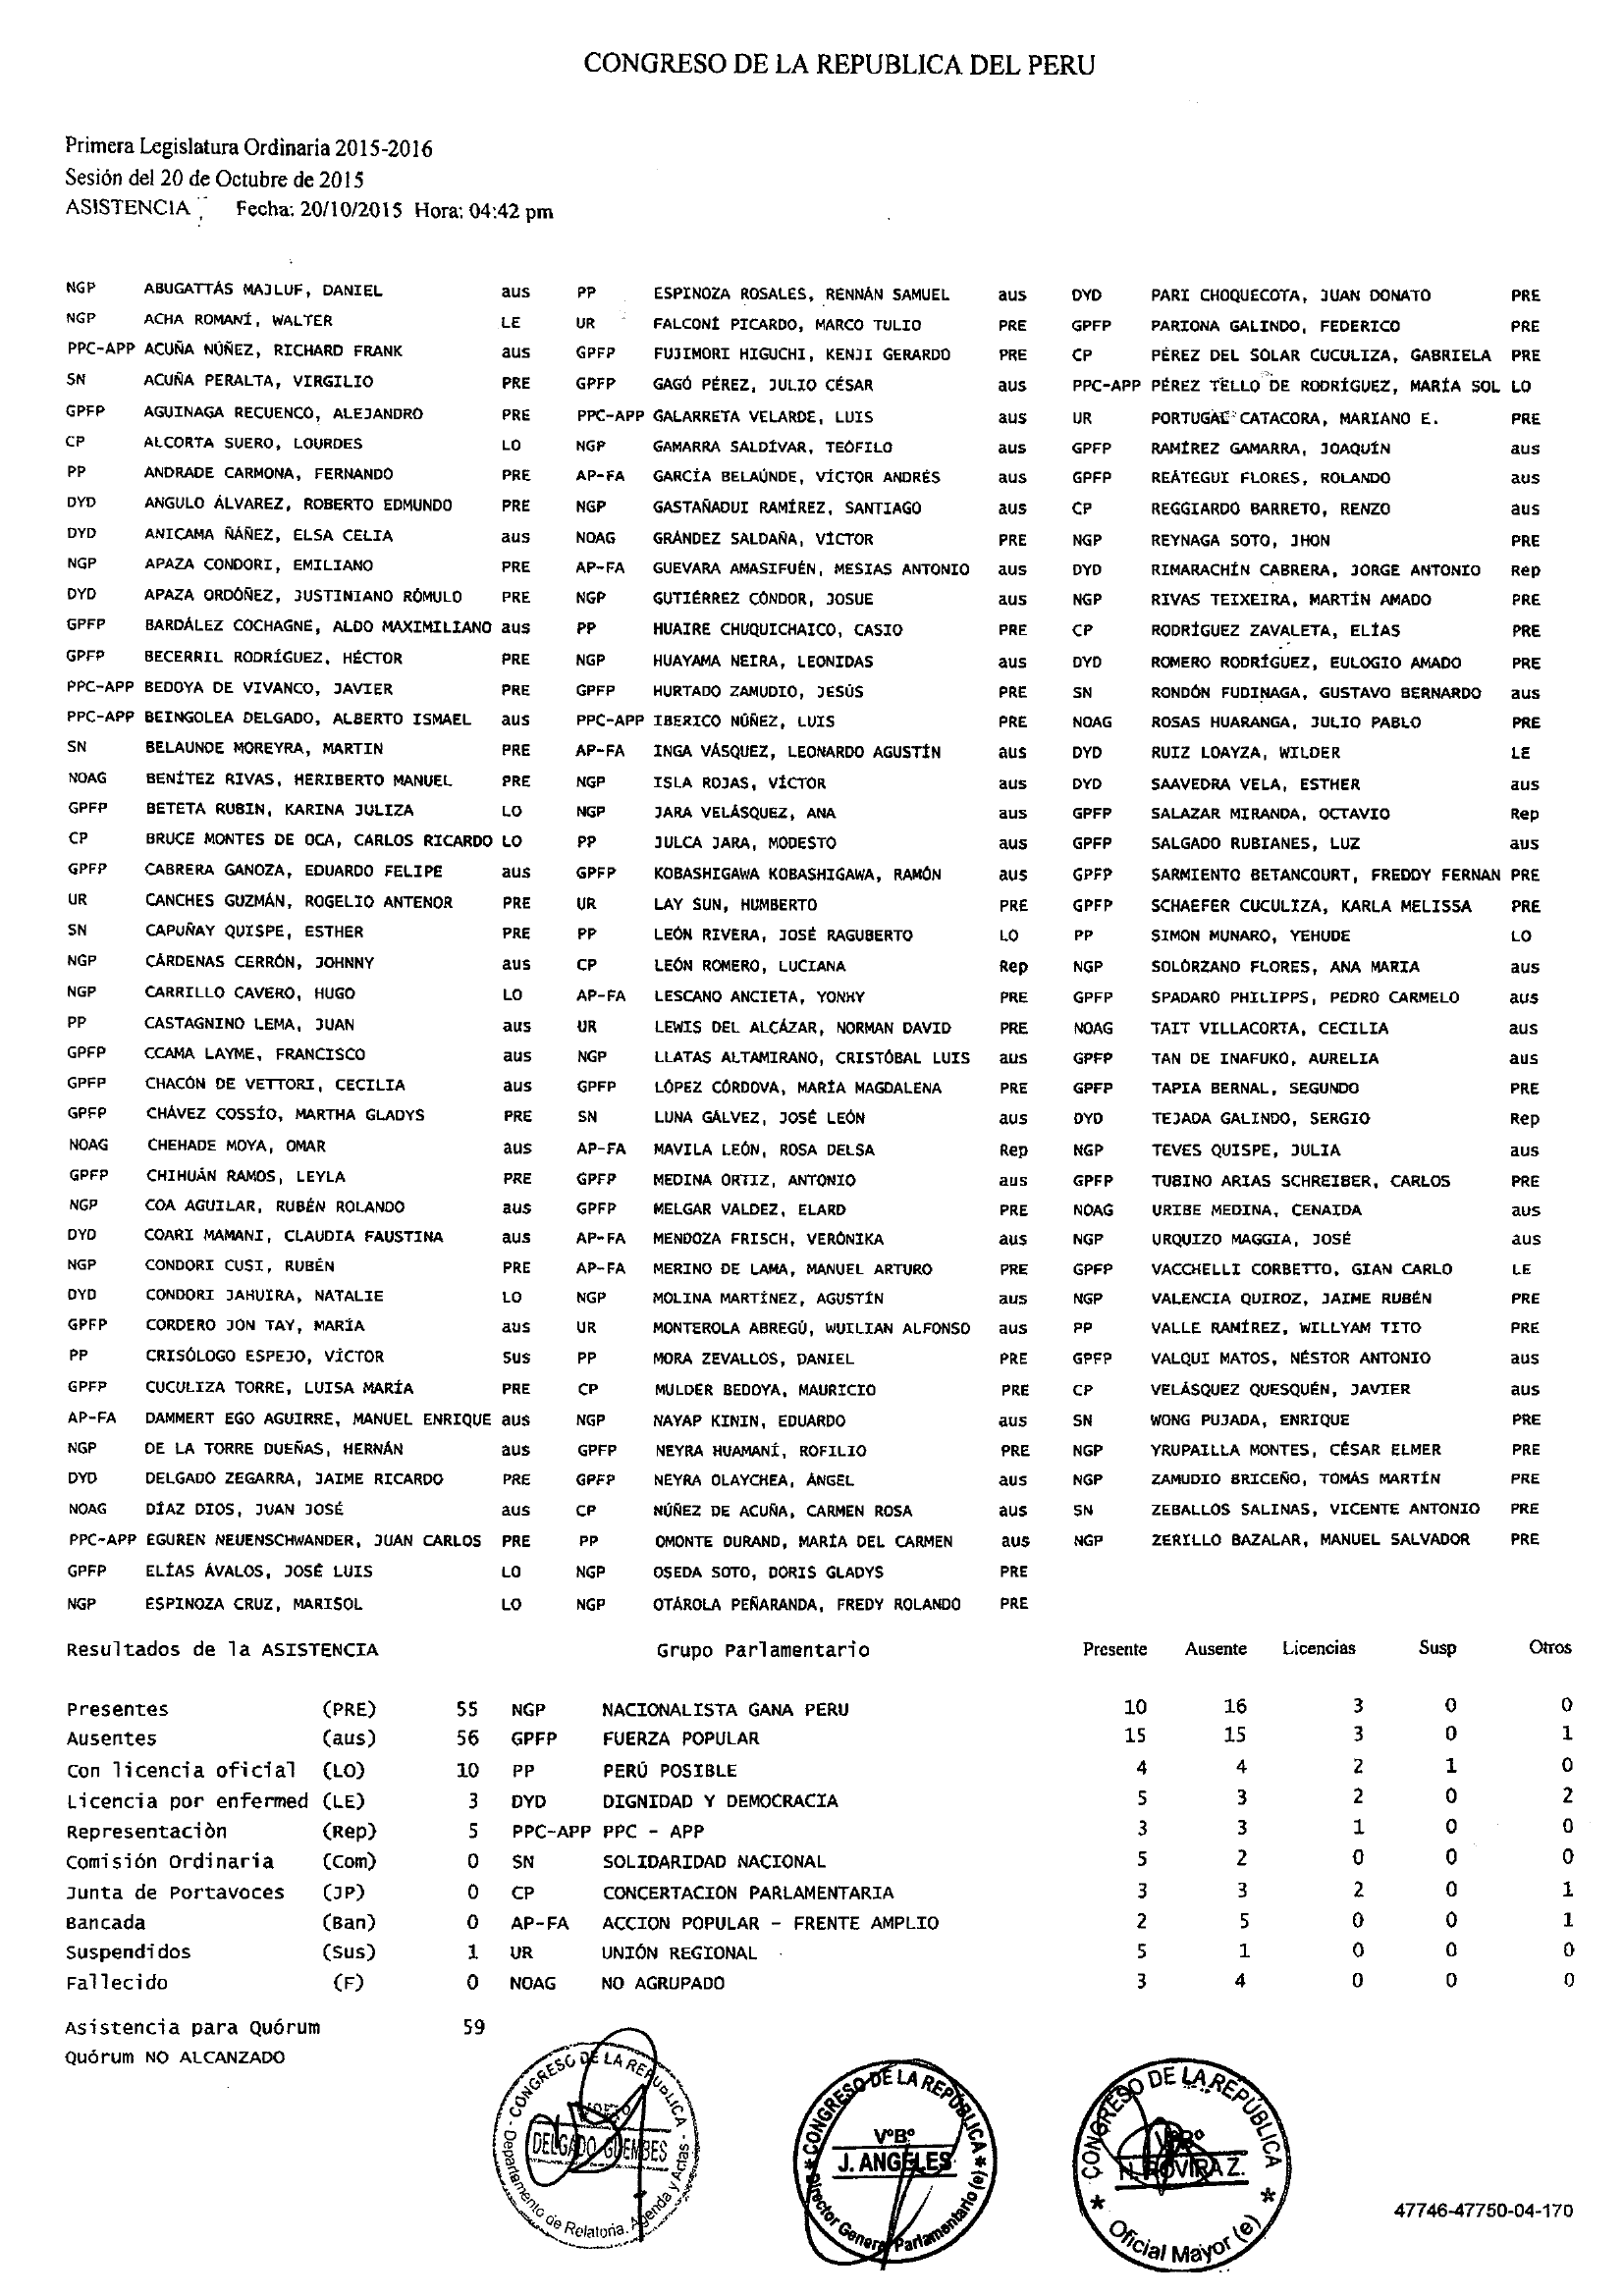 CONGRESO DE LA REPUBLICA DEL PERU
Primera Legislatura Ordinaria 2015-2016
Sesión del 20 de Octubre de 2015
ASISTENCIA : Fecha: 20/10/2015 Hora: 04:42 pm
NGP ABUGATTÁS MAJLUF, DANIEL aus PP ESPINOZA ROSALES, RENNÁN SAMUEL aus DYD PARI CHOQUECOTA, JUAN DONATO PRE
NGP ACHA ROMANÍ, WALTER LE UR FALCONÍ PICARDO, MARCO TULIO PRE GPFP PARIONA GALINDO, FEDERICO PRE
PPC-APP ACUÑA NÚÑEZ, RICHARD FRANK aus GPFP FUJIMORI HIGUCHI, KENJI GERARDO PRE CP PÉREZ DEL SOLAR CUCULIZA, GABRIELA PRE
SN ACUÑA PERALTA, VIRGILIO PRE GPFP GAGÓ PÉREZ, JULIO CÉSAR aus PPC-APP PÉREZ TELLO DE RODRÍGUEZ, MARÍA SOL LO
GPFP AGUINAGA RECUENCO, ALEJANDRO PRE PPC-APP GALARRETA VELARDE, LUIS aus UR PORTUGAL CATACORA, MARIANO E. PRE
CP ALCORTA SUERO, LOURDES LO NGP GAMARRA SALDÍVAR, TEÓFILO aus GPFP RAMÍREZ GAMARRA, JOAQUÍN aus
PP ANDRADE CARMONA, FERNANDO PRE AP-FA GARCÍA BELAÚNDE, VÍCTOR ANDRÉS aus GPFP REÁTEGUI FLORES, ROLANDO aus
DYD ANGULO ÁLVAREZ, ROBERTO EDMUNDO PRE NGP GASTAÑADUI RAMÍREZ, SANTIAGO aus CP REGGIARDO BARRETO, RENZO aus
DYD ANICAMA ÑÁÑEZ, ELSA CELIA aus NOAG GRÁNDEZ SALDAÑA, VÍCTOR PRE NGP REYNAGA SOTO, JHON PRE
NGP APAZA CONDORI, EMILIANO PRE AP-FA GUEVARA AMASIFUÉN, MESIAS ANTONIO aus DYD RIMARACHÍN CABRERA, JORGE ANTONIO Rep
DYD APAZA ORDÓÑEZ, JUSTINIANO RÓMULO PRE NGP GUTIÉRREZ CÓNDOR, JOSUE aus NGP RIVAS TEIXEIRA, MARTÍN AMADO PRE
GPFP BARDÁLEZ COCHAGNE, ALDO MAXIMILIANO aus PP HUAIRE CHUQUICHAICO, CASIO PRE CP RODRÍGUEZ ZAVALETA, ELÍAS PRE
GPFP BECERRIL RODRÍGUEZ, HÉCTOR PRE NGP HUAYAMA NEIRA, LEONIDAS aus DYD ROMERO RODRÍGUEZ, EULOGIO AMADO PRE
PPC-APP BEDOYA DE VIVANCO, JAVIER PRE GPFP HURTADO ZAMUDIO, JESÚS PRE SN RONDÓN FUDINAGA, GUSTAVO BERNARDO aus
PPC-APP BEINGOLEA DELGADO, ALBERTO ISMAEL aus PPC-APP IBERICO NÚÑEZ, LUIS PRE NOAG ROSAS HUARANGA, JULIO PABLO PRE
SN BELAUNDE MOREYRA, MARTIN PRE AP-FA INGA VÁSQUEZ, LEONARDO AGUSTÍN aus DYD RUIZ LOAYZA, WILDER LE
NOAG BENÍTEZ RIVAS, HERIBERTO MANUEL PRE NGP ISLA ROJAS, VÍCTOR aus DYD SAAVEDRA VELA, ESTHER aus
GPFP BETETA RUBIN, KARINA JULIZA LO NGP JARA VELÁSQUEZ, ANA aus GPFP SALAZAR MIRANDA, OCTAVIO Rep
CP BRUCE MONTES DE OCA, CARLOS RICARDO LO PP JULCA JARA, MODESTO aus GPFP SALGADO RUBIANES, LUZ aus
GPFP CABRERA GANOZA, EDUARDO FELIPE aus GPFP KOBASHIGAWA KOBASHIGAWA, RAMÓN aus GPFP SARMIENTO BETANCOURT, FREDDY FERNAN PRE
UR CANCHES GUZMÁN, ROGELIO ANTENOR PRE UR LAY SUN, HUMBERTO PRE GPFP SCHAEFER CUCULIZA, KARLA MELISSA PRE
SN CAPUÑAY QUISPE, ESTHER PRE PP LEÓN RIVERA, JOSÉ RAGUBERTO LO PP SIMON MUNARO, YEHUDE LO
NGP CÁRDENAS CERRÓN, JOHNNY aus CP LEÓN ROMERO, LUCIANA Rep NGP SOLÓRZANO FLORES, ANA MARIA aus
NGP CARRILLO CAVERO, HUGO LO AP-FA LESCANO ANCIETA, YONHY PRE GPFP SPADARO PHILIPPS, PEDRO CARMELO aus
PP CASTAGNINO LEMA, JUAN aus UR LEWIS DEL ALCÁZAR, NORMAN DAVID PRE NOAG TAIT VILLACORTA, CECILIA aus
GPFP CCAMA LAYME, FRANCISCO aus NGP LLATAS ALTAMIRANO, CRISTÓBAL LUIS aus GPFP TAN DE INAFUKO, AURELIA aus
GPFP CHACÓN DE VETTORI, CECILIA aus GPFP LÓPEZ CÓRDOVA, MARÍA MAGDALENA PRE GPFP TAPIA BERNAL, SEGUNDO PRE
GPFP CHÁVEZ COSSÍO, MARTHA GLADYS PRE SN LUNA GÁLVEZ, JOSÉ LEÓN aus DYD TEJADA GALINDO, SERGIO Rep
NOAG CHEHADE MOYA, OMAR aus AP-FA MAVILA LEÓN, ROSA DELSA Rep NGP TEVES QUISPE, JULIA aus
GPFP CHIHUÁN RAMOS, LEYLA PRE GPFP MEDINA ORTIZ, ANTONIO aus GPFP TUBINO ARIAS SCHREIBER, CARLOS PRE
NGP COA AGUILAR, RUBÉN ROLANDO aus GPFP MELGAR VALDEZ, ELARD PRE NOAG URIBE MEDINA, CENAIDA aus
DYD COARI MAMANI, CLAUDIA FAUSTINA aus AP-FA MENDOZA FRISCH, VERÓNIKA aus NGP URQUIZO MAGGIA, JOSÉ aus
NGP CONDORI CUSI, RUBÉN PRE AP-FA MERINO DE LAMA, MANUEL ARTURO PRE GPFP VACCHELLI CORBETTO, GIAN CARLO LE
DYD CONDORI JAHUIRA, NATALIE LO NGP MOLINA MARTÍNEZ, AGUSTÍN aus NGP VALENCIA QUIROZ, JAIME RUBÉN PRE
GPFP CORDERO JON TAY, MARÍA aus UR MONTEROLA ABREGÚ, WUILIAN ALFONSO aus PP VALLE RAMÍREZ, WILLYAM TITO PRE
PP CRISÓLOGO ESPEJO, VÍCTOR Sus PP MORA ZEVALLOS, DANIEL PRE GPFP VALQUI MATOS, NÉSTOR ANTONIO aus
GPFP CUCULIZA TORRE, LUISA MARÍA PRE CP MULDER BEDOYA, MAURICIO PRE CP VELÁSQUEZ QUESQUÉN, JAVIER aus
AP-FA DAMMERT EGO AGUIRRE, MANUEL ENRIQUE aus NGP NAYAP KININ, EDUARDO aus SN WONG PUJADA, ENRIQUE PRE
NGP DE LA TORRE DUEÑAS, HERNÁN aus GPFP NEYRA HUAMANÍ, ROFILIO PRE NGP YRUPAILLA MONTES, CÉSAR ELMER PRE
DYD DELGADO ZEGARRA, JAIME RICARDO PRE GPFP NEYRA OLAYCHEA, ÁNGEL aus NGP ZAMUDIO BRICEÑO, TOMÁS MARTÍN PRE
NOAG DÍAZ DIOS, JUAN JOSÉ aus CP NÚÑEZ DE ACUÑA, CARMEN ROSA aus SN ZEBALLOS SALINAS, VICENTE ANTONIO PRE
PPC-APP EGUREN NEUENSCHWANDER, JUAN CARLOS PRE PP OMONTE DURAND, MARÍA DEL CARMEN aus NGP ZERILLO BAZALAR, MANUEL SALVADOR PRE
GPFP ELÍAS ÁVALOS, JOSÉ LUIS LO NGP OSEDA SOTO, DORIS GLADYS PRE
NGP ESPINOZA CRUZ, MARISOL LO NGP OTÁROLA PEÑARANDA, FREDY ROLANDO PRE
Resultados de la ASISTENCIA Grupo Parlamentario Presente Ausente Licencias Susp Otros
Presentes (PRE) 55 NGP NACIONALISTA GANA PERU 10 16 3 0 0
Ausentes (aus) 56 GPFP FUERZA POPULAR 15 15 3 0 1
Con licencia oficial (LO) 10 PP PERÚ POSIBLE 4 4 2 1 0
Licencia por enfermed (LE) 3 DYD DIGNIDAD Y DEMOCRACIA 5 3 2 0 2
Representaciòn (Rep) 5 PPC-APP PPC - APP 3 3 1 0 0
Comisión Ordinaria (Com) 0 SN SOLIDARIDAD NACIONAL 5 2 0 0 0
Junta de Portavoces (JP) 0 CP CONCERTACION PARLAMENTARIA 3 3 2 0 1
Bancada (Ban) 0 AP-FA ACCION POPULAR - FRENTE AMPLIO 2 5 0 0 1
Suspendidos (Sus) 1 UR UNIÓN REGIONAL 5 1 0 0 0
Fallecido (F) 0 NOAG NO AGRUPADO 3 4 0 0 0
Asistencia para Quórum 59
Quórum NO ALCANZADO
CONGRESO DE LA REPUBLICA
DELGADO GUEMBES
Departamento de Relatoria, Agenda y Actas
CONGRESO DE LA REPÚBLICA
V°B°
J. ANGELES
Director General Parlamentario (e)
CONGRESO DE LA REPÚBLICA
V°B°
ROVIRA Z.
Oficial Mayor (e)
47746-47750-04-170